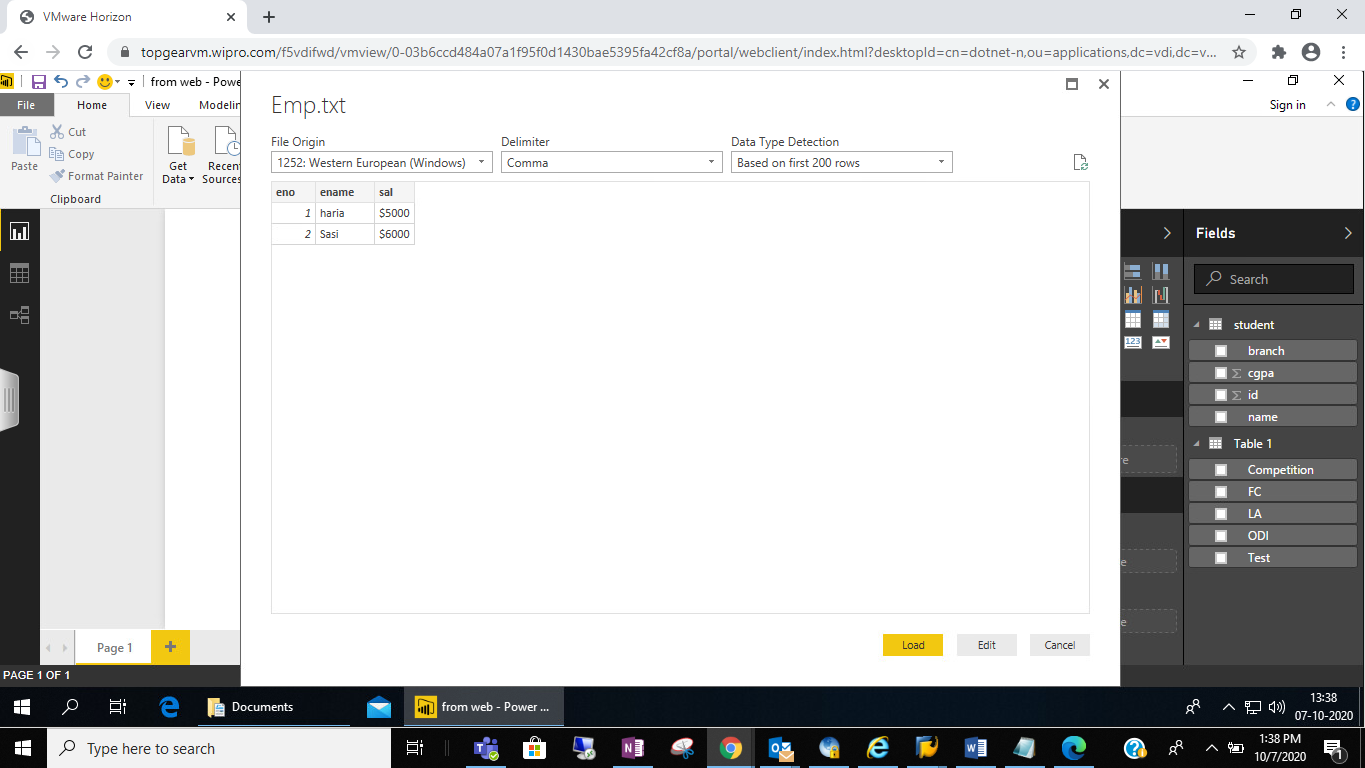 VMware Horizon
topgearvm.wipro.com/f5vdifwd/vmview/0-03b6ccd484a07a1f95f0d1430bae5395fa42cf8a/portal/webclient/index.html?desktopId=cn=dotnet-n,ou=applications,dc=vdi,dc=v...
from web - Power
File Home View Modelin
Sign in
Cut
Copy
Format Painter
Paste
Clipboard
Get Data
Recen Sources
Emp.txt
File Origin Delimiter Data Type Detection
1252: Western European (Windows) Comma Based on first 200 rows
eno ename sal
1 haria $5000
2 Sasi $6000
Load Edit Cancel
Fields
Search
student
branch
Σ cgpa
Σ id
name
Table 1
Competition
FC
LA
ODI
Test
123
re
e
e
Page 1 +
PAGE 1 OF 1
Documents
from web - Power ...
13:38
07-10-2020
Type here to search
1:38 PM
10/7/2020
1